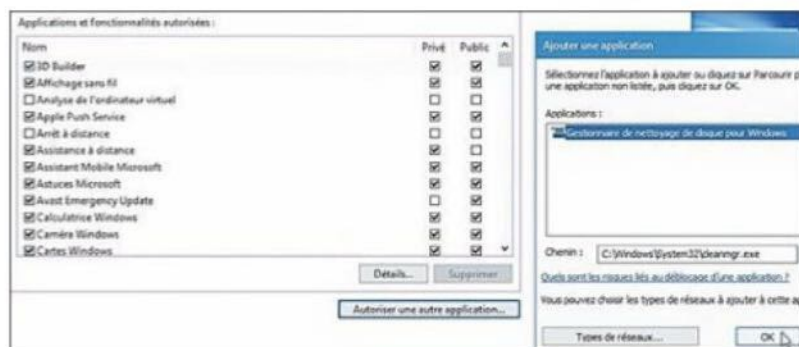 Applications et fonctionnalités autorisées :
Nom Privé Public
3D Builder
Affichage sans fil
Analyse de l'ordinateur virtuel
Apple Push Service
Arrêt à distance
Assistance à distance
Assistant Mobile Microsoft
Astuces Microsoft
Avast Emergency Update
Calculatrice Windows
Caméra Windows
Cartes Windows
Détails... Supprimer
Autoriser une autre application...
Ajouter une application
Sélectionnez l'application à ajouter ou cliquez sur Parcourir p
une application non listée, puis cliquez sur OK.
Applications :
Gestionnaire de nettoyage de disque pour Windows
Chemin : C:\Windows\System32\cleanmgr.exe
Quels sont les risques liés au déblocage d'une application ?
Vous pouvez choisir les types de réseaux à ajouter à cette ap
Types de réseaux... OK